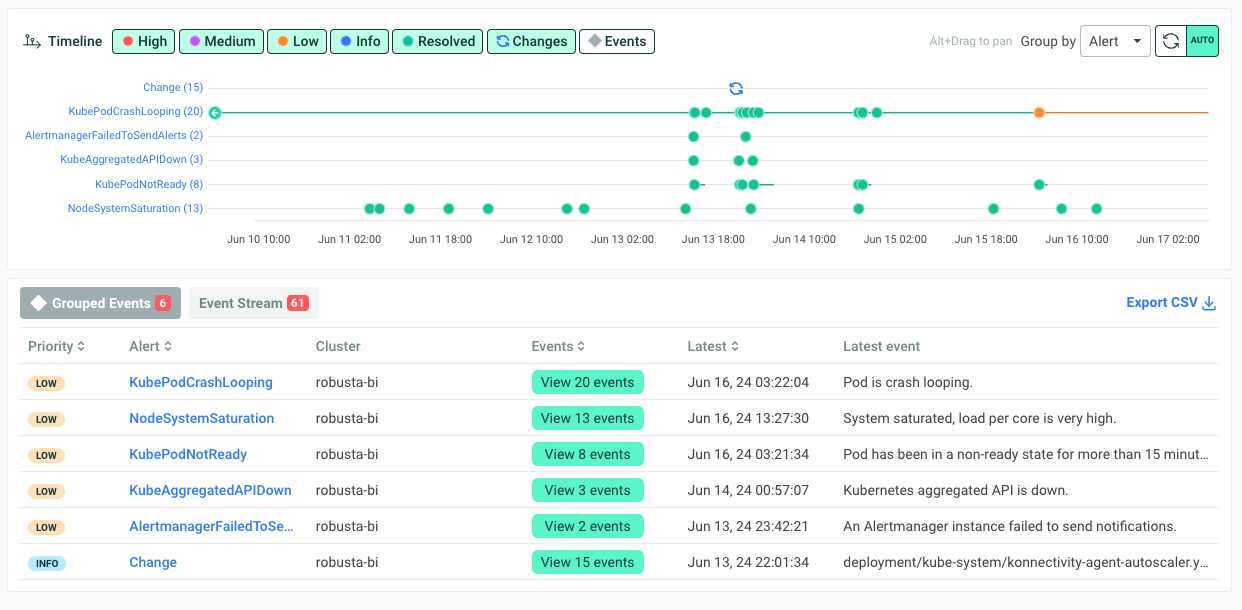 Timeline High Medium Low Info Resolved Changes Events Alt+Drag to pan Group by Alert AUTO
Change (15)
KubePodCrashLooping (20)
AlertmanagerFailedToSendAlerts (2)
KubeAggregatedAPIDown (3)
KubePodNotReady (8)
NodeSystemSaturation (13)
Jun 10 10:00 Jun 11 02:00 Jun 11 18:00 Jun 12 10:00 Jun 13 02:00 Jun 13 18:00 Jun 14 10:00 Jun 15 02:00 Jun 15 18:00 Jun 16 10:00 Jun 17 02:00
Grouped Events 6 Event Stream 61 Export CSV
Priority Alert Cluster Events Latest Latest event
LOW KubePodCrashLooping robusta-bi View 20 events Jun 16, 24 03:22:04 Pod is crash looping.
LOW NodeSystemSaturation robusta-bi View 13 events Jun 16, 24 13:27:30 System saturated, load per core is very high.
LOW KubePodNotReady robusta-bi View 8 events Jun 16, 24 03:21:34 Pod has been in a non-ready state for more than 15 minut...
LOW KubeAggregatedAPIDown robusta-bi View 3 events Jun 14, 24 00:57:07 Kubernetes aggregated API is down.
LOW AlertmanagerFailedToSe... robusta-bi View 2 events Jun 13, 24 23:42:21 An Alertmanager instance failed to send notifications.
INFO Change robusta-bi View 15 events Jun 13, 24 22:01:34 deployment/kube-system/konnectivity-agent-autoscaler.y...